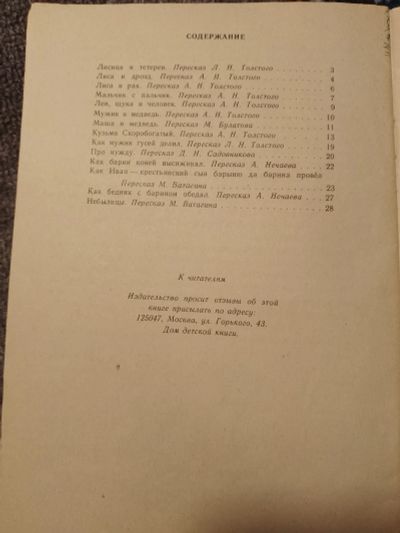 СОДЕРЖАНИЕ
Лисица и тетерев. Пересказ Л. Н. Толстого . . . . . . . . 3
Лиса и дрозд. Пересказ А. Н. Толстого . . . . . . . . 4
Лиса и рак. Пересказ А. Н. Толстого . . . . . . . . 6
Мальчик с пальчик. Пересказ А. Н. Толстого . . . . . . . . 7
Лев, щука и человек. Пересказ А. Н. Толстого . . . . . . . . 9
Мужик и медведь. Пересказ А. Н. Толстого . . . . . . . . 10
Маша и медведь. Пересказ М. Булатова . . . . . . . . 11
Кузьма Скоробогатый. Пересказ А. Н. Толстого . . . . . . . . 13
Как мужик гусей делил. Пересказ Л. Н. Толстого . . . . . . . . 19
Про нужду. Пересказ Д. Н. Садовникова . . . . . . . . 20
Как барин коней высиживал. Пересказ А. Нечаева . . . . . . . . 22
Как Иван — крестьянский сын барыню да барина провёл
Пересказ М. Ватагина . . . . . . . . 23
Как бедняк с барином обедал. Пересказ А. Нечаева . . . . . . . . 27
Небылица. Пересказ М. Ватагина . . . . . . . . 28
К читателям
Издательство просит отзывы об этой
книге присылать по адресу:
125047, Москва, ул. Горького, 43.
Дом детской книги.